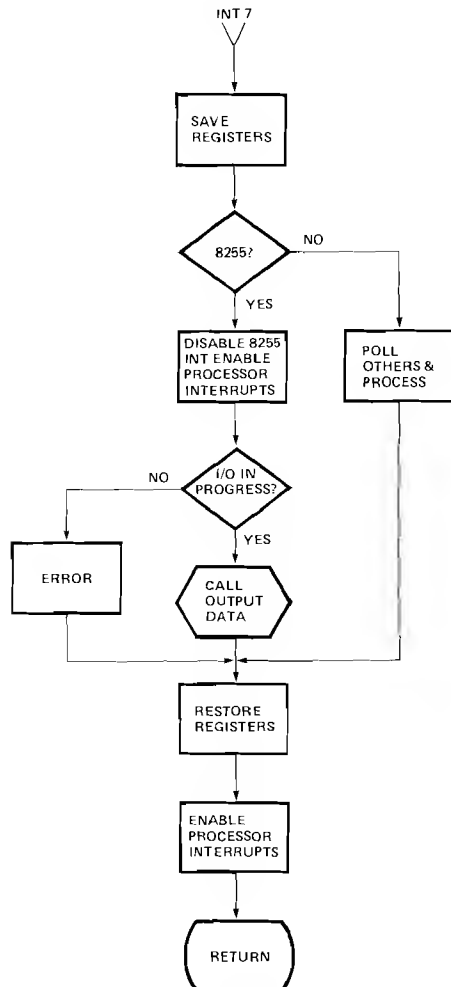 INT 7
SAVE
REGISTERS
8255?
NO
YES
DISABLE 8255
INT ENABLE
PROCESSOR
INTERRUPTS
POLL
OTHERS &
PROCESS
I/O IN
PROGRESS?
NO
YES
ERROR
CALL
OUTPUT
DATA
RESTORE
REGISTERS
ENABLE
PROCESSOR
INTERRUPTS
RETURN